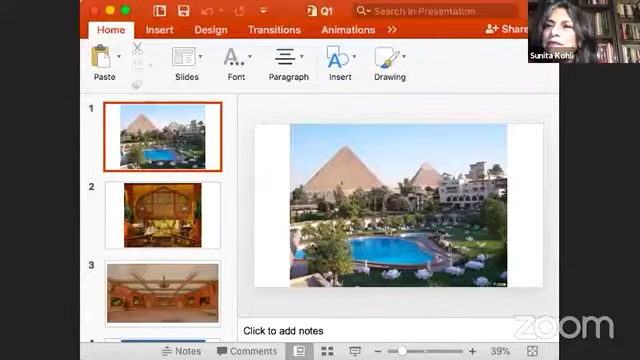 Q1
Search in Presentation
Home
Insert
Design
Transitions
Animations
Share
Sunita Kohli
Paste
Slides
Font
Paragraph
Insert
Drawing
1
2
3
Click to add notes
Notes
Comments
39%
zoom